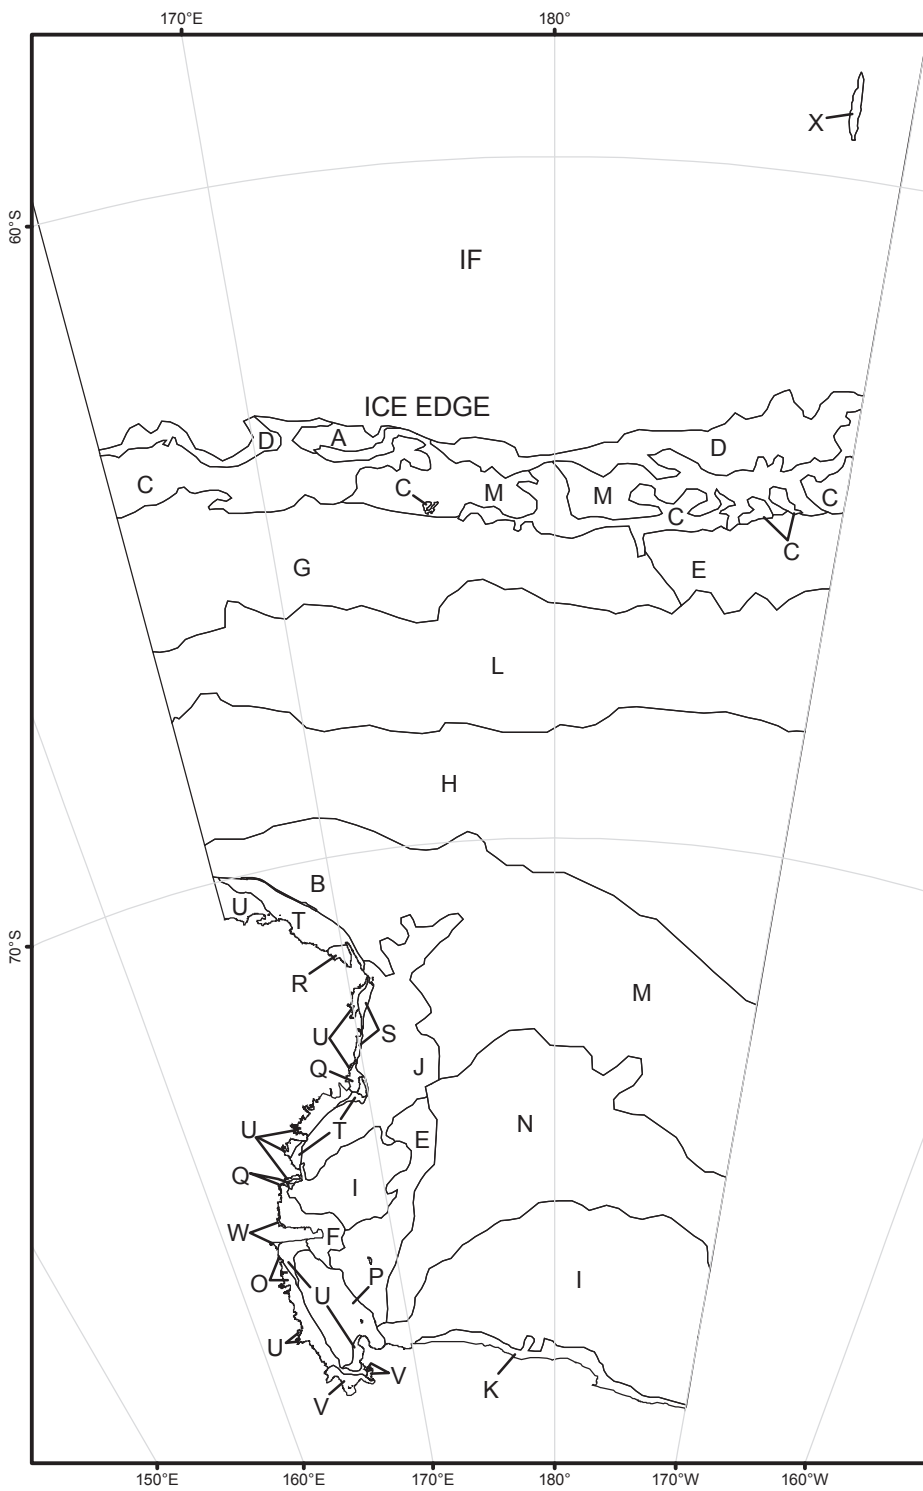 170°E 180°
X
60°S
IF
ICE EDGE
D A D
C C M M C C
C
G E
L
H
B
U T
70°S
R
M
U S
Q J
U T E N
Q
I
W F
O U P I
U
V K
V
150°E 160°E 170°E 180° 170°W 160°W